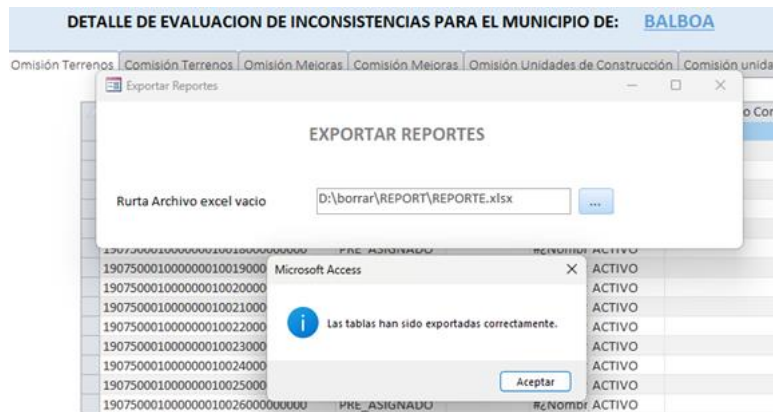 DETALLE DE EVALUACION DE INCONSISTENCIAS PARA EL MUNICIPIO DE: BALBOA
Omisión Terrenos Comisión Terrenos Omisión Mejoras Comisión Mejoras Omisión Unidades de Construcción Comisión unida
Exportar Reportes
o Cor
EXPORTAR REPORTES
Rurta Archivo excel vacio D:\borrar\REPORT\REPORTE.xlsx ...
PRE_ASIGNADO #¿Nombr ACTIVO
190750001000000010019000 Microsoft Access ACTIVO
190750001000000010020000 ACTIVO
190750001000000010021000 Las tablas han sido exportadas correctamente. ACTIVO
190750001000000010022000 ACTIVO
190750001000000010023000 ACTIVO
190750001000000010024000 ACTIVO
190750001000000010025000 Aceptar ACTIVO
190750001000000010026000000000 PRE_ASIGNADO #¿Nombr ACTIVO